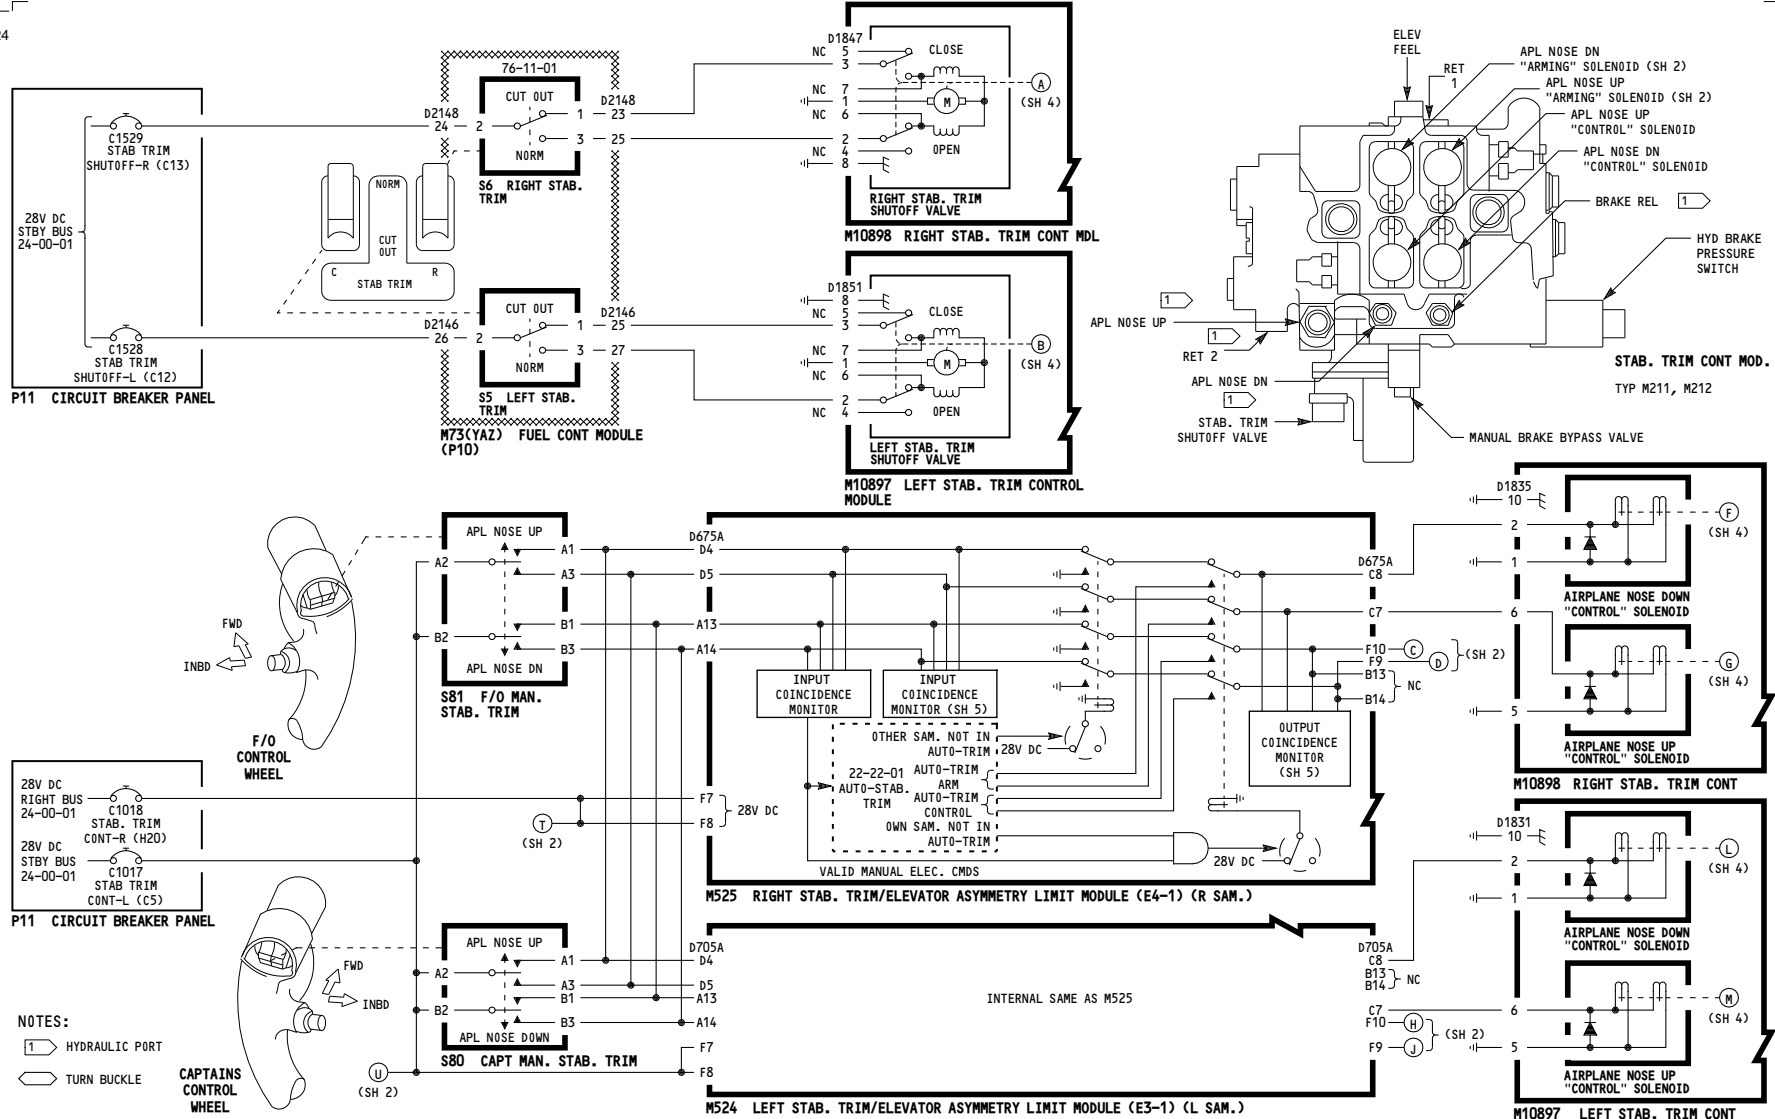 24
28V DC
STBY BUS
24-00-01
C1529
STAB TRIM
SHUTOFF-R (C13)
C1528
STAB TRIM
SHUTOFF-L (C12)
P11 CIRCUIT BREAKER PANEL
NORM
CUT
OUT
C
R
STAB TRIM
76-11-01
D2148
24
2
CUT OUT
NORM
1
3
D2148
23
25
S6 RIGHT STAB.
TRIM
D2146
26
2
CUT OUT
NORM
1
3
D2146
25
27
S5 LEFT STAB.
TRIM
M73(YAZ) FUEL CONT MODULE
(P10)
D1847
NC 5
3
NC 7
1
NC 6
2
NC 4
8
CLOSE
M
OPEN
A
(SH 4)
RIGHT STAB. TRIM
SHUTOFF VALVE
M10898 RIGHT STAB. TRIM CONT MDL
D1851
8
NC 5
3
NC 7
1
NC 6
2
NC 4
CLOSE
M
OPEN
B
(SH 4)
LEFT STAB. TRIM
SHUTOFF VALVE
M10897 LEFT STAB. TRIM CONTROL
MODULE
ELEV
FEEL
RET
1
APL NOSE DN
"ARMING" SOLENOID (SH 2)
APL NOSE UP
"ARMING" SOLENOID (SH 2)
APL NOSE UP
"CONTROL" SOLENOID
APL NOSE DN
"CONTROL" SOLENOID
BRAKE REL 1
HYD BRAKE
PRESSURE
SWITCH
1
APL NOSE UP
1
RET 2
APL NOSE DN
1
STAB. TRIM
SHUTOFF VALVE
MANUAL BRAKE BYPASS VALVE
STAB. TRIM CONT MOD.
TYP M211, M212
FWD
INBD
F/O
CONTROL
WHEEL
APL NOSE UP
A2
A1
A3
B2
B1
B3
APL NOSE DN
S81 F/O MAN.
STAB. TRIM
D675A
D4
D5
A13
A14
INPUT
COINCIDENCE
MONITOR
INPUT
COINCIDENCE
MONITOR (SH 5)
OTHER SAM. NOT IN
AUTO-TRIM
28V DC
22-22-01
AUTO-STAB.
TRIM
AUTO-TRIM
ARM
AUTO-TRIM
CONTROL
OWN SAM. NOT IN
AUTO-TRIM
28V DC
VALID MANUAL ELEC. CMDS
OUTPUT
COINCIDENCE
MONITOR
(SH 5)
F7
F8
28V DC
D675A
C8
C7
F10 C
F9 D
(SH 2)
B13
B14
NC
M525 RIGHT STAB. TRIM/ELEVATOR ASYMMETRY LIMIT MODULE (E4-1) (R SAM.)
D1835
10
2
1
6
5
F
(SH 4)
AIRPLANE NOSE DOWN
"CONTROL" SOLENOID
G
(SH 4)
AIRPLANE NOSE UP
"CONTROL" SOLENOID
M10898 RIGHT STAB. TRIM CONT
28V DC
RIGHT BUS
24-00-01
C1018
STAB. TRIM
CONT-R (H20)
28V DC
STBY BUS
24-00-01
C1017
STAB TRIM
CONT-L (C5)
P11 CIRCUIT BREAKER PANEL
T
(SH 2)
FWD
INBD
CAPTAINS
CONTROL
WHEEL
APL NOSE UP
A2
A1
A3
B1
B2
B3
APL NOSE DOWN
S80 CAPT MAN. STAB. TRIM
U
(SH 2)
D705A
D4
D5
A13
A14
F7
F8
INTERNAL SAME AS M525
D705A
C8
B13
B14
NC
C7
F10 H
F9 J
(SH 2)
M524 LEFT STAB. TRIM/ELEVATOR ASYMMETRY LIMIT MODULE (E3-1) (L SAM.)
D1831
10
2
1
6
5
L
(SH 4)
AIRPLANE NOSE DOWN
"CONTROL" SOLENOID
M
(SH 4)
AIRPLANE NOSE UP
"CONTROL" SOLENOID
M10897 LEFT STAB. TRIM CONT
NOTES:
1 HYDRAULIC PORT
TURN BUCKLE